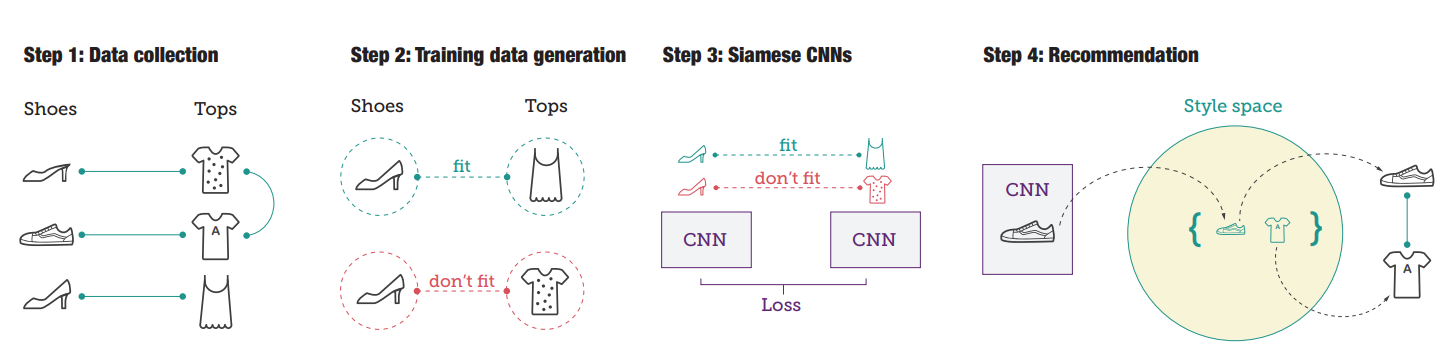 Step 1: Data collection
Shoes
Tops
A
Step 2: Training data generation
Shoes
Tops
fit
don't fit
Step 3: Siamese CNNs
fit
don't fit
CNN
CNN
Loss
Step 4: Recommendation
Style space
CNN
{ A }
A